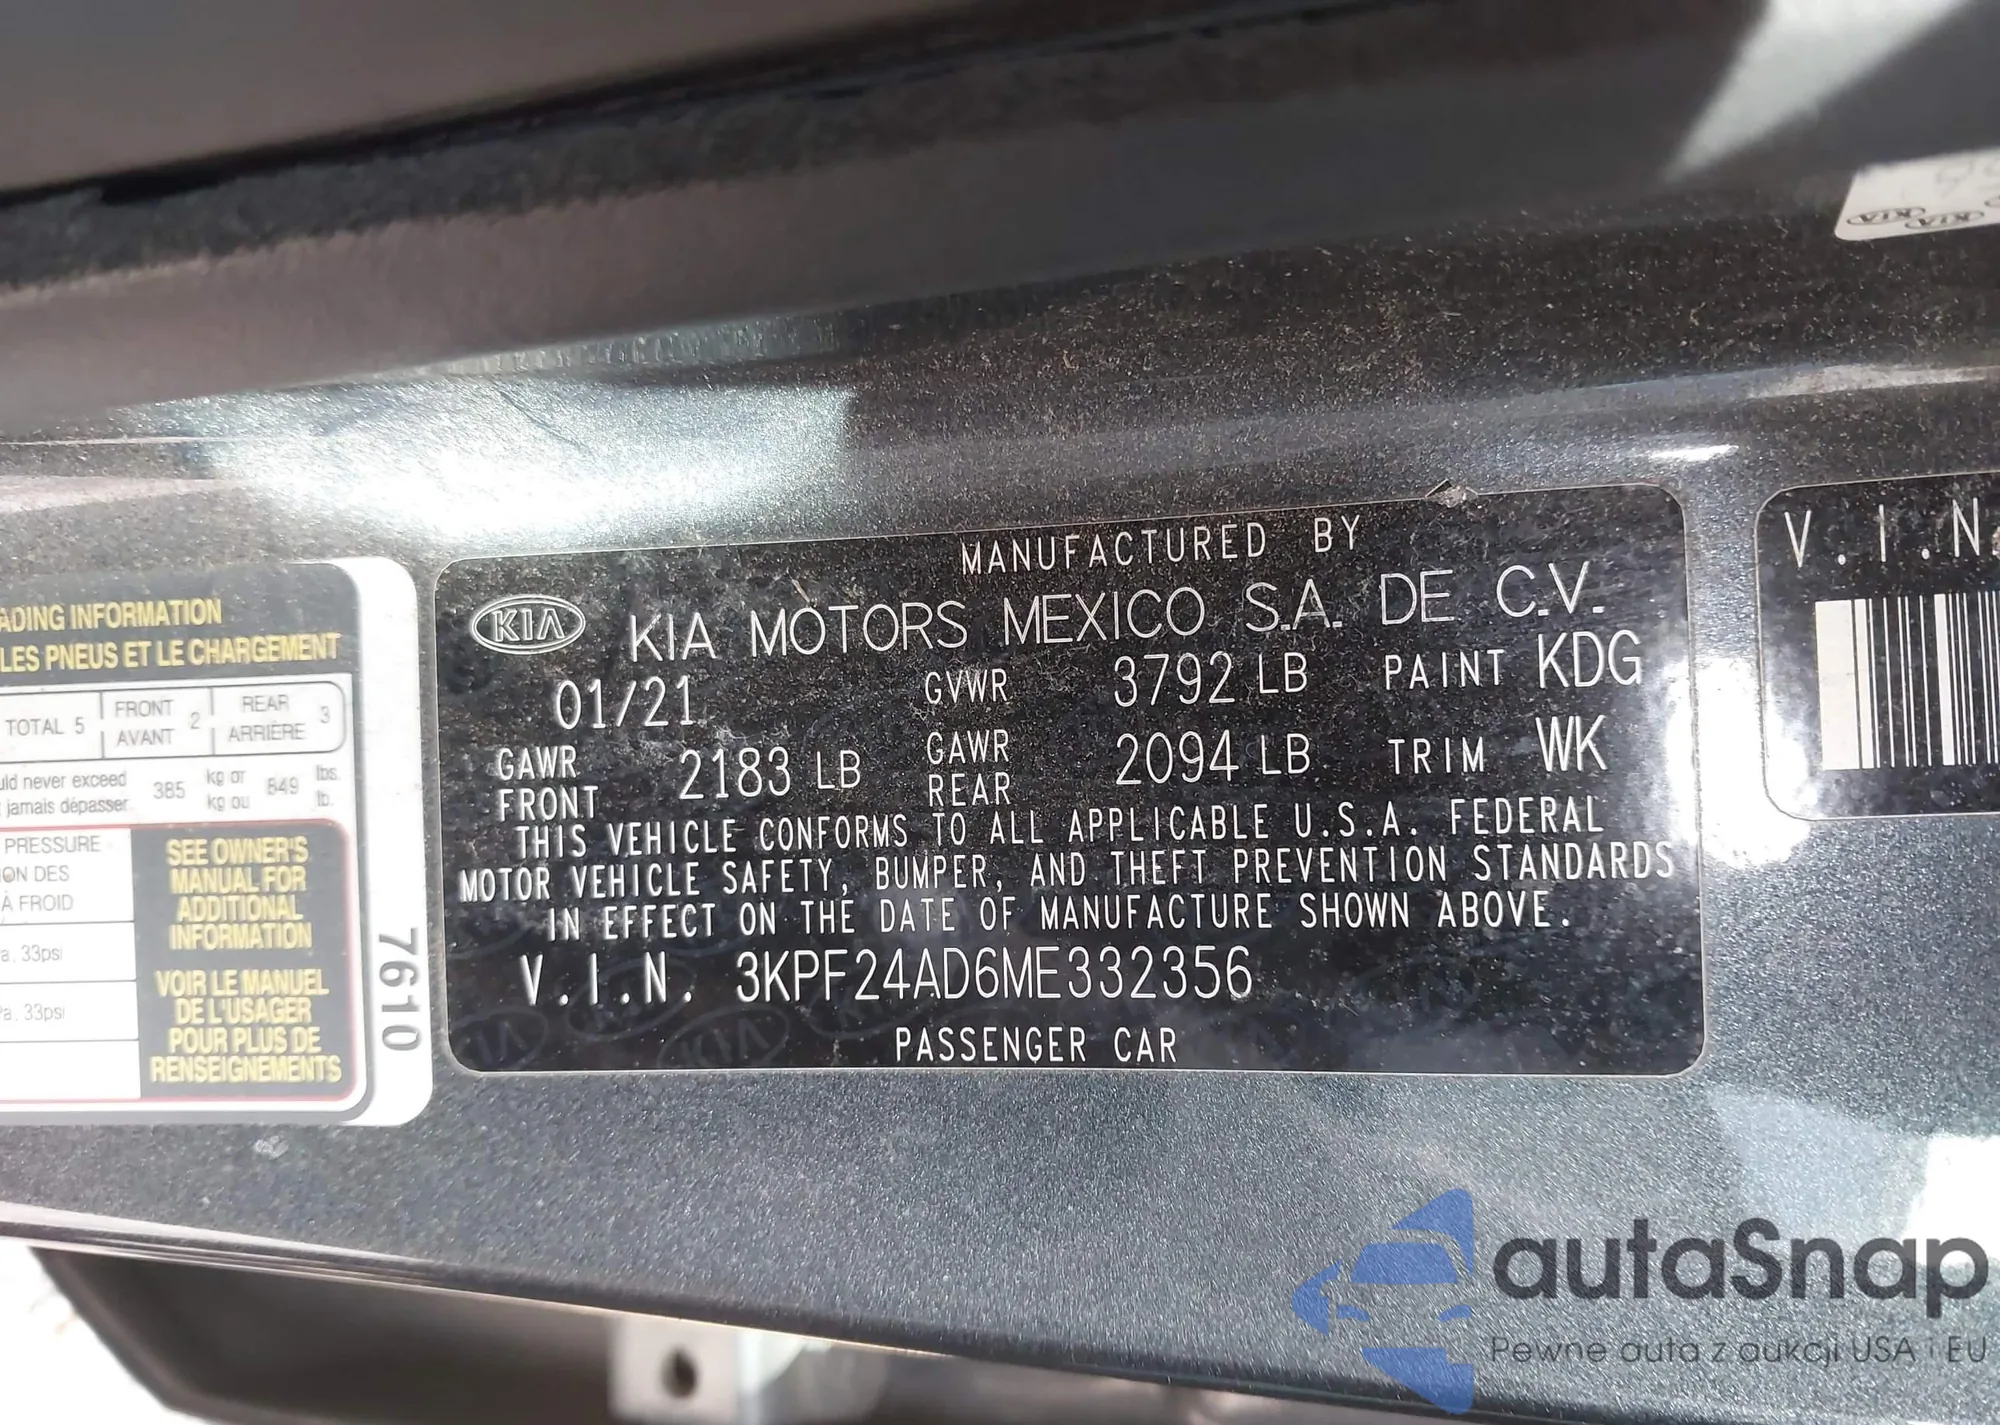 KIA KIA
ADING INFORMATION
LES PNEUS ET LE CHARGEMENT
TOTAL 5
FRONT
AVANT
2
REAR
ARRIÈRE
3
uld never exceed
jamais dépasser
385
kg or
kg ou
849
lbs.
lb.
PRESSURE
ON DES
À FROID
a, 33psi
Pa, 33psi
SEE OWNER'S
MANUAL FOR
ADDITIONAL
INFORMATION
VOIR LE MANUEL
DE L'USAGER
POUR PLUS DE
RENSEIGNEMENTS
7610
MANUFACTURED BY
KIA KIA MOTORS MEXICO S.A. DE C.V.
01/21 GVWR 3792 LB PAINT KDG
GAWR FRONT 2183 LB GAWR REAR 2094 LB TRIM WK
THIS VEHICLE CONFORMS TO ALL APPLICABLE U.S.A. FEDERAL
MOTOR VEHICLE SAFETY, BUMPER, AND THEFT PREVENTION STANDARDS
IN EFFECT ON THE DATE OF MANUFACTURE SHOWN ABOVE.
V.I.N. 3KPF24AD6ME332356
PASSENGER CAR
V.I.N.
autaSnap
Pewne auta z aukcji USA i EU